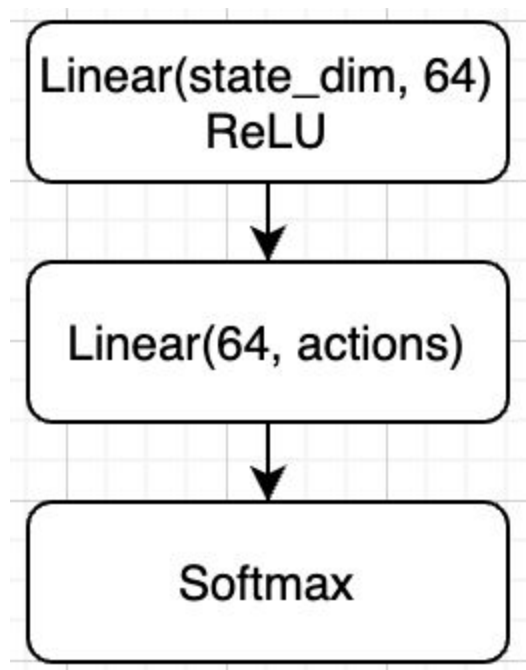 Linear(state_dim, 64)
ReLU
Linear(64, actions)
Softmax